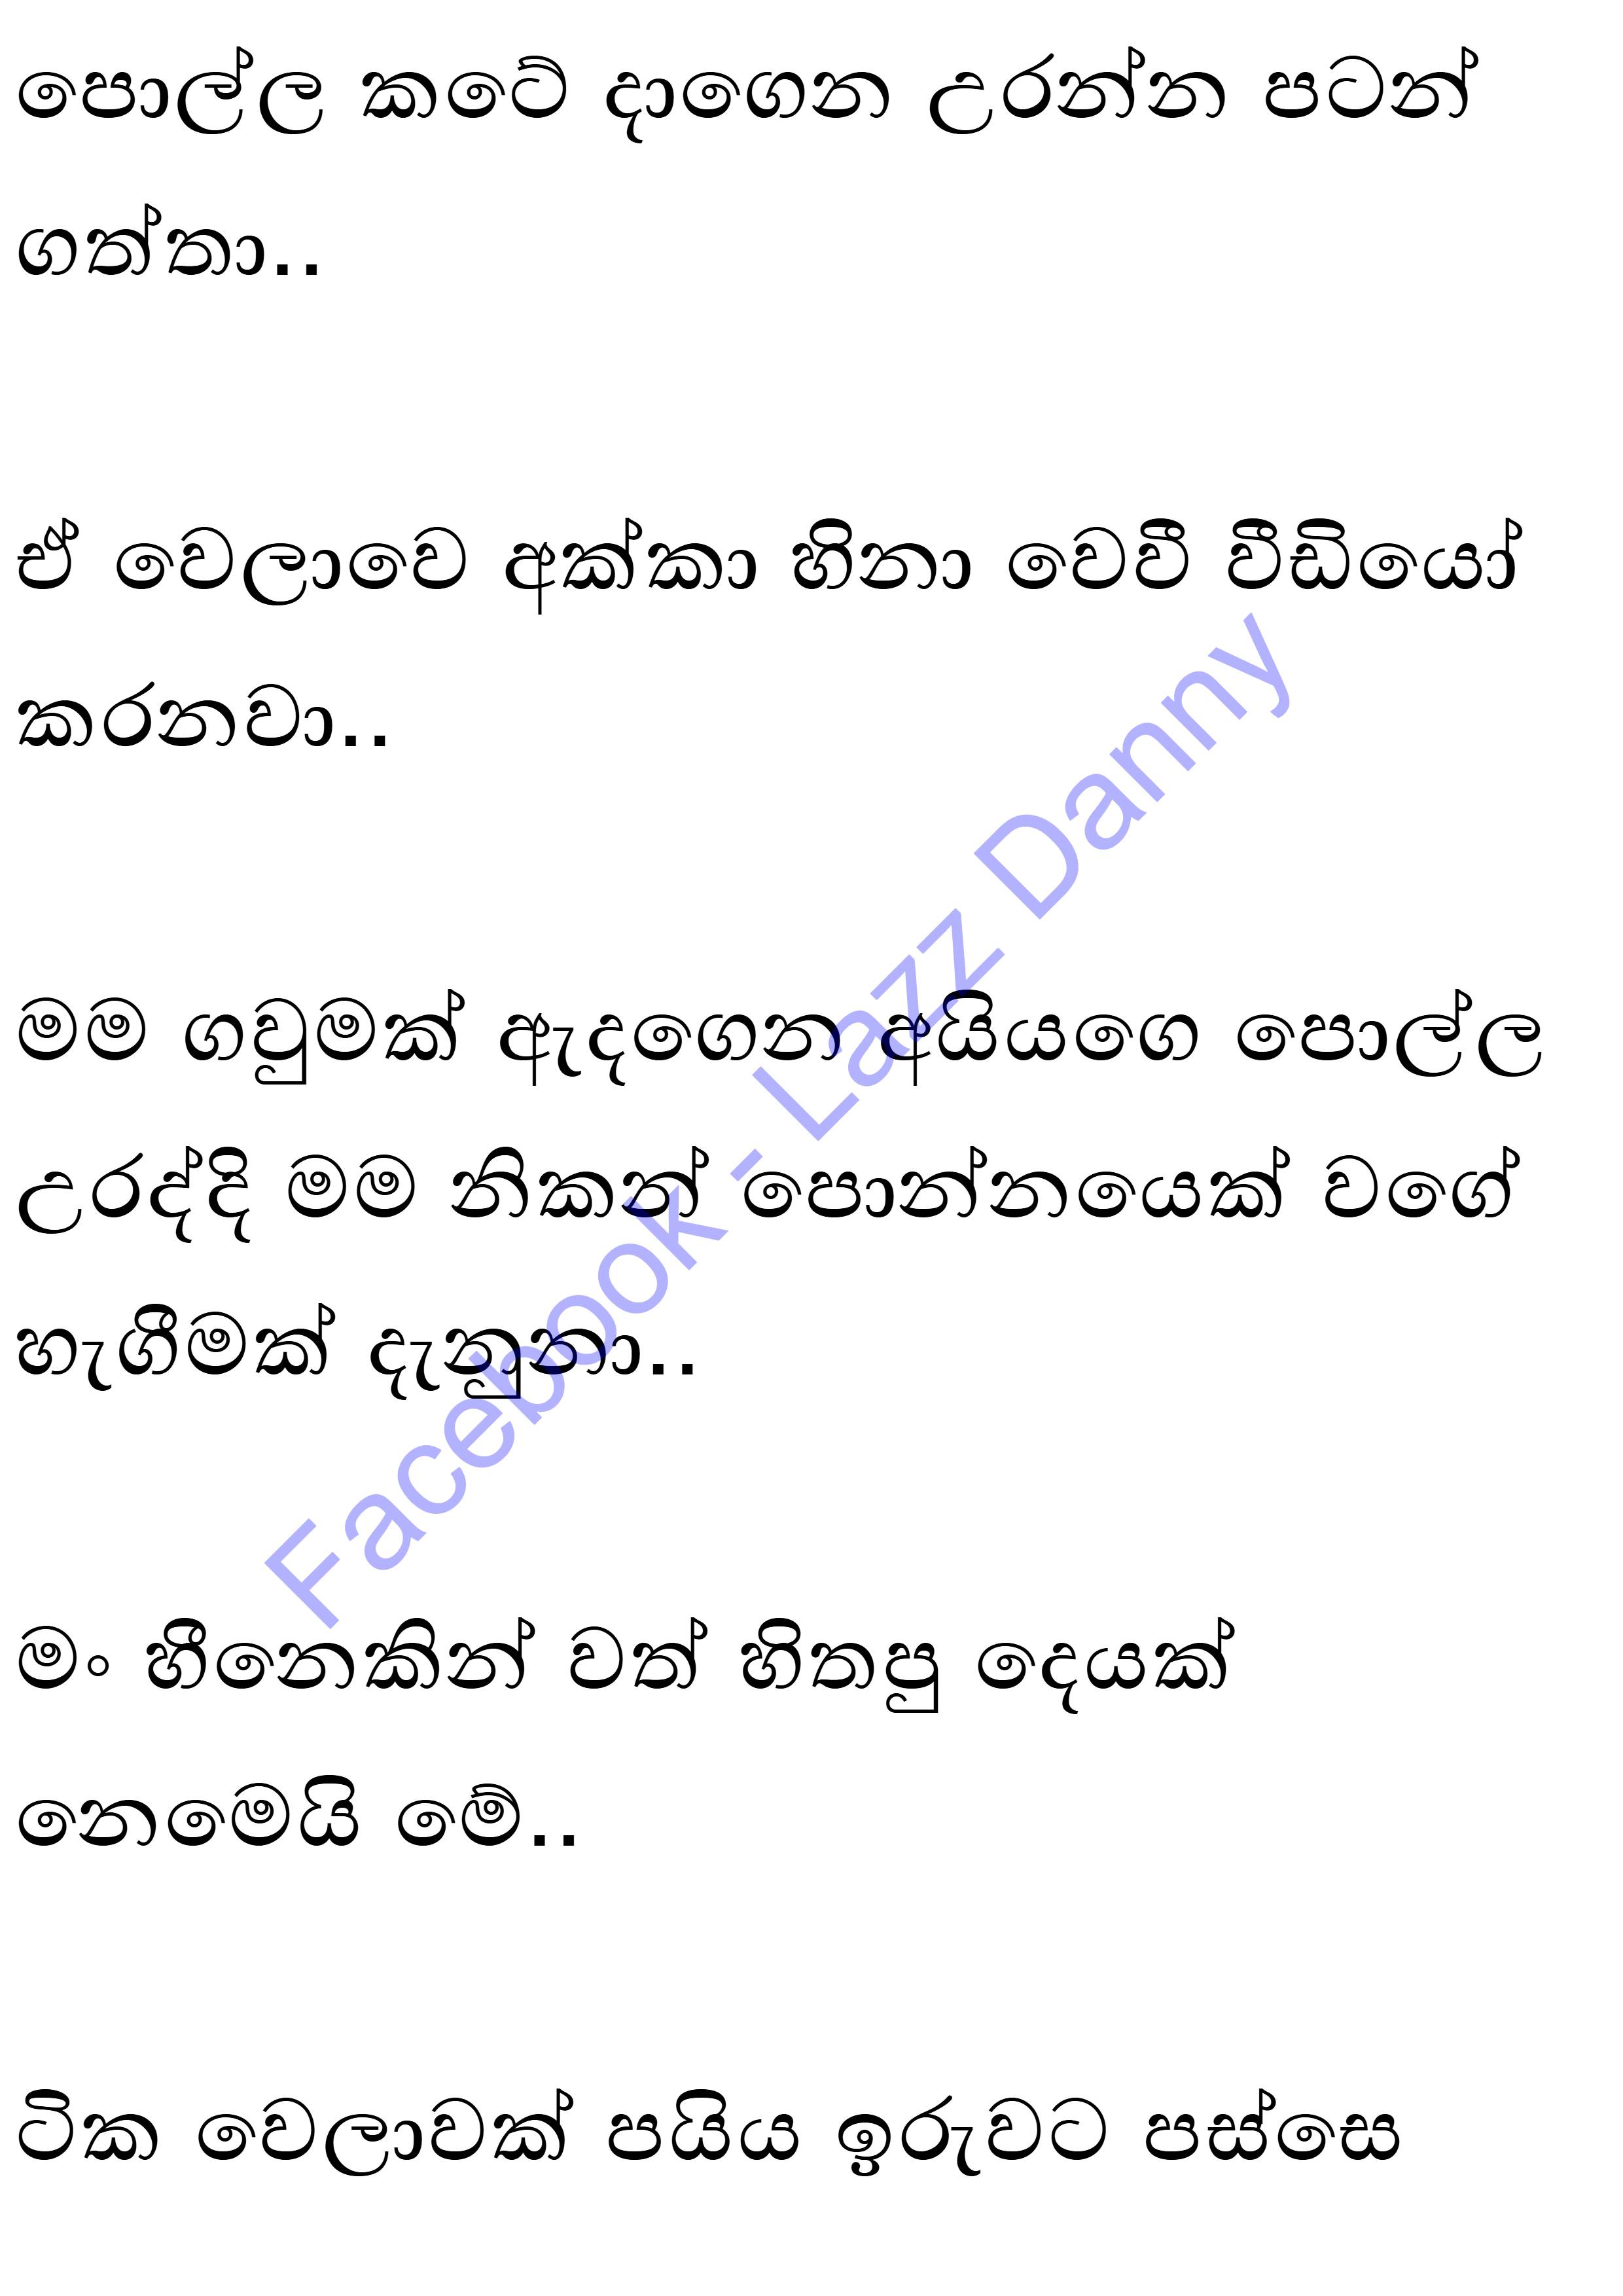 පොල්ල කටේ දාගෙන උරන්න පටන්
ගත්තා..
ඒ වෙලාවෙ අක්කා හිනා වෙවී වීඩියෝ
කරනවා..
මම ගවුමක් ඇදගෙන අයියගෙ පොල්ල
උරද්දි මම නිකන් පොන්නයෙක් වගේ
හැගීමක් දැනුනා..
මං හීනෙකින් වත් හිතපු දෙයක්
නෙමෙයි මේ..
ටික වෙලාවක් පයිය ඉරුවට පස්සෙ
Facebook - Lazz Danny